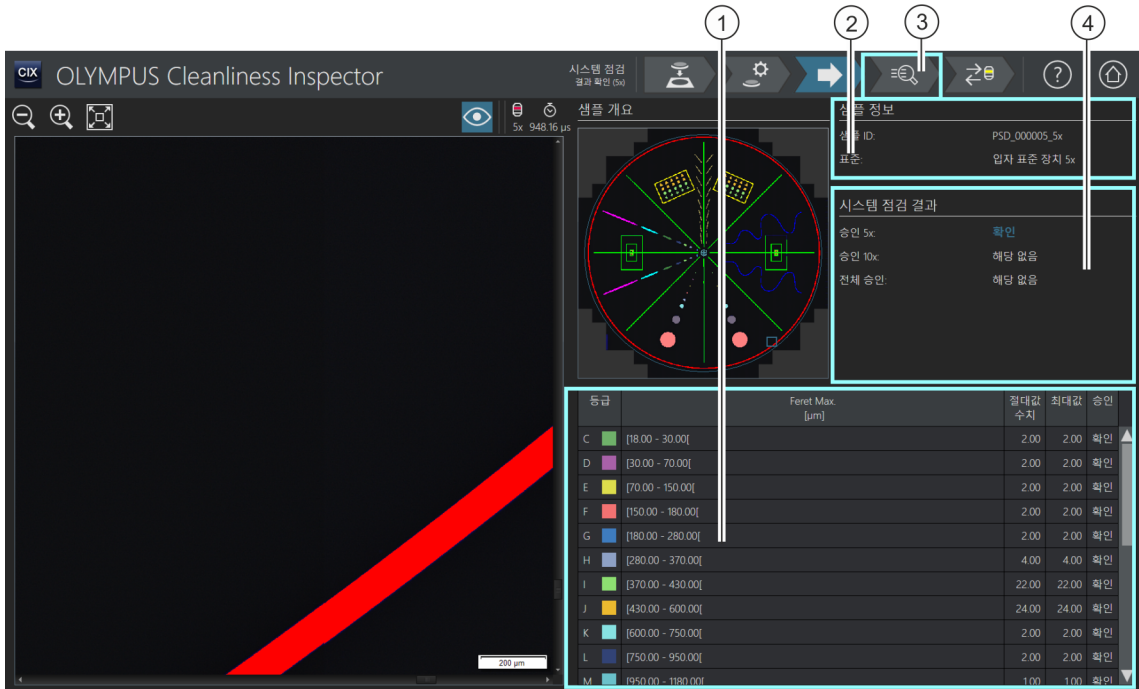 1
2
3
4
CIX
OLYMPUS Cleanliness Inspector
시스템 점검
결과 확인 (5x)
?
5x 948.16 µs
샘플 개요
샘플 정보
샘플 ID: PSD_000005_5x
표준: 입자 표준 장치 5x
시스템 점검 결과
승인 5x: 확인
승인 10x: 해당 없음
전체 승인: 해당 없음
200 µm
등급 Feret Max. [µm] 절대값 수치 최대값 승인
C [18.00 - 30.00[ 2.00 2.00 확인
D [30.00 - 70.00[ 2.00 2.00 확인
E [70.00 - 150.00[ 2.00 2.00 확인
F [150.00 - 180.00[ 2.00 2.00 확인
G [180.00 - 280.00[ 2.00 2.00 확인
H [280.00 - 370.00[ 4.00 4.00 확인
I [370.00 - 430.00[ 22.00 22.00 확인
J [430.00 - 600.00[ 24.00 24.00 확인
K [600.00 - 750.00[ 2.00 2.00 확인
L [750.00 - 950.00[ 2.00 2.00 확인
M [950.00 - 1180.00[ 1.00 1.00 확인